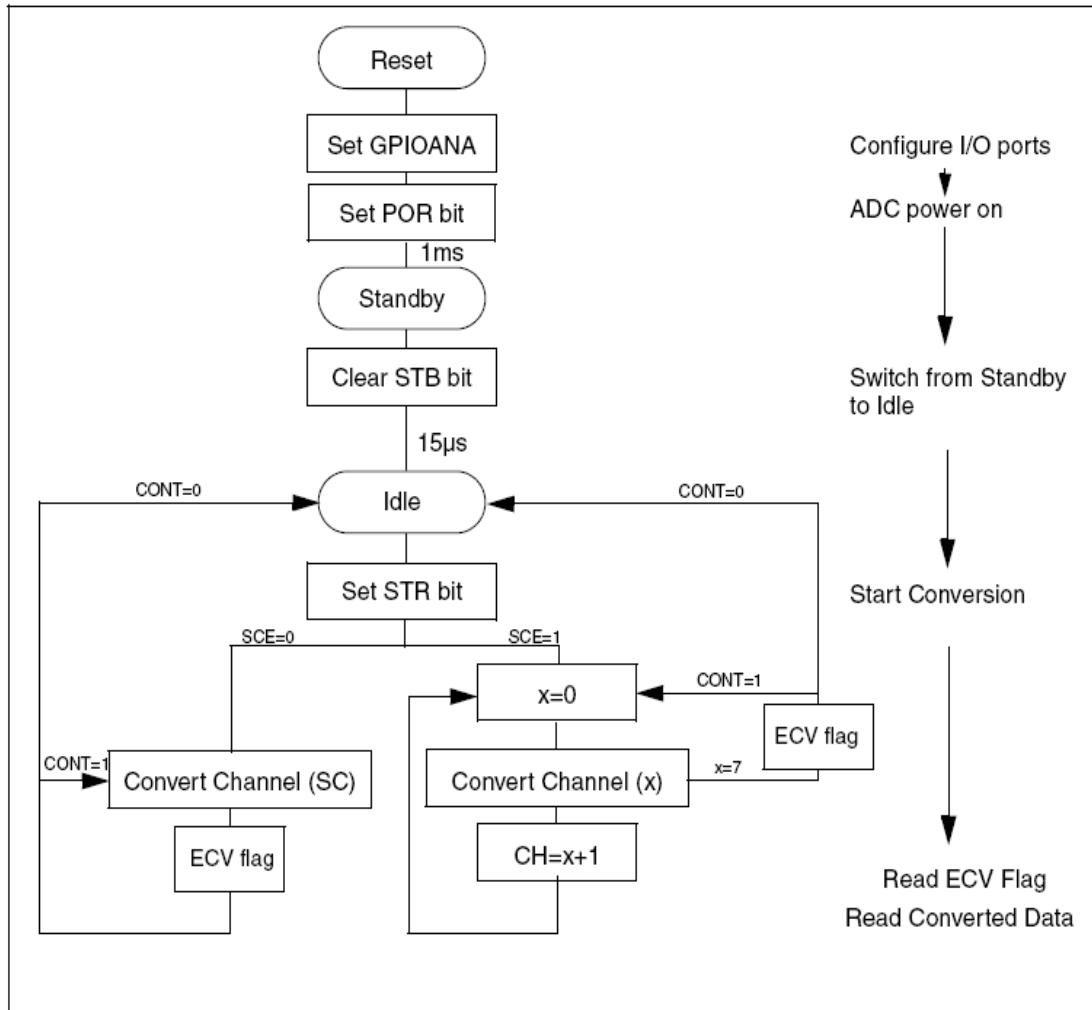 Reset
Set GPIOANA
Configure I/O ports
Set POR bit
ADC power on
1ms
Standby
Clear STB bit
Switch from Standby
to Idle
15µs
CONT=0
Idle
CONT=0
Set STR bit
Start Conversion
SCE=0
SCE=1
x=0
CONT=1
ECV flag
CONT=1
Convert Channel (SC)
Convert Channel (x)
x=7
ECV flag
CH=x+1
Read ECV Flag
Read Converted Data